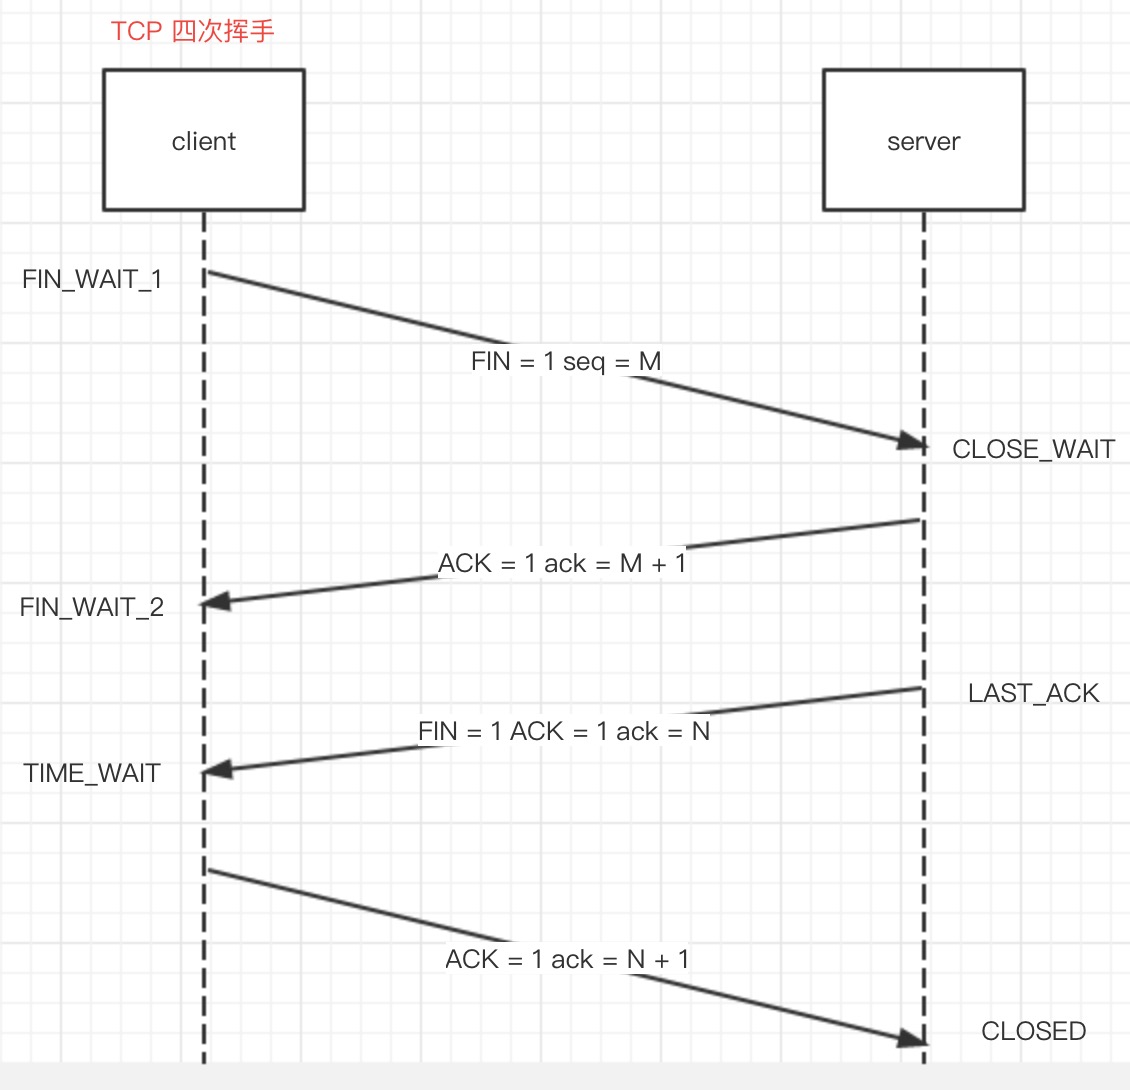 TCP 四次挥手
client
server
FIN_WAIT_1
FIN = 1 seq = M
CLOSE_WAIT
ACK = 1 ack = M + 1
FIN_WAIT_2
LAST_ACK
FIN = 1 ACK = 1 ack = N
TIME_WAIT
ACK = 1 ack = N + 1
CLOSED